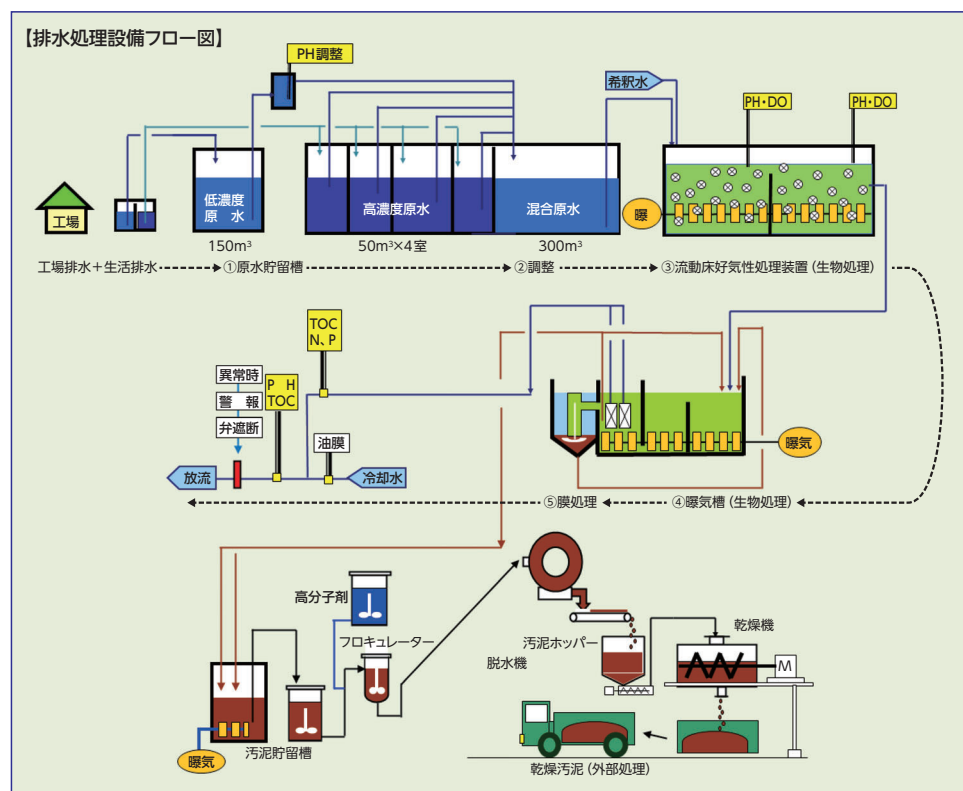 【排水処理設備フロー図】
PH調整
希釈水
PH・DO
PH・DO
工場
低濃度
原 水
高濃度原水
混合原水
曝
150m³
50m³×4室
300m³
工場排水＋生活排水
①原水貯留槽
②調整
③流動床好気性処理装置（生物処理）
TOC
N、P
異常時
警 報
弁遮断
P H
TOC
油膜
放流
冷却水
曝気
⑤膜処理
④曝気槽（生物処理）
高分子剤
フロキュレーター
汚泥貯留槽
曝気
脱水機
汚泥ホッパー
乾燥機
M
乾燥汚泥（外部処理）